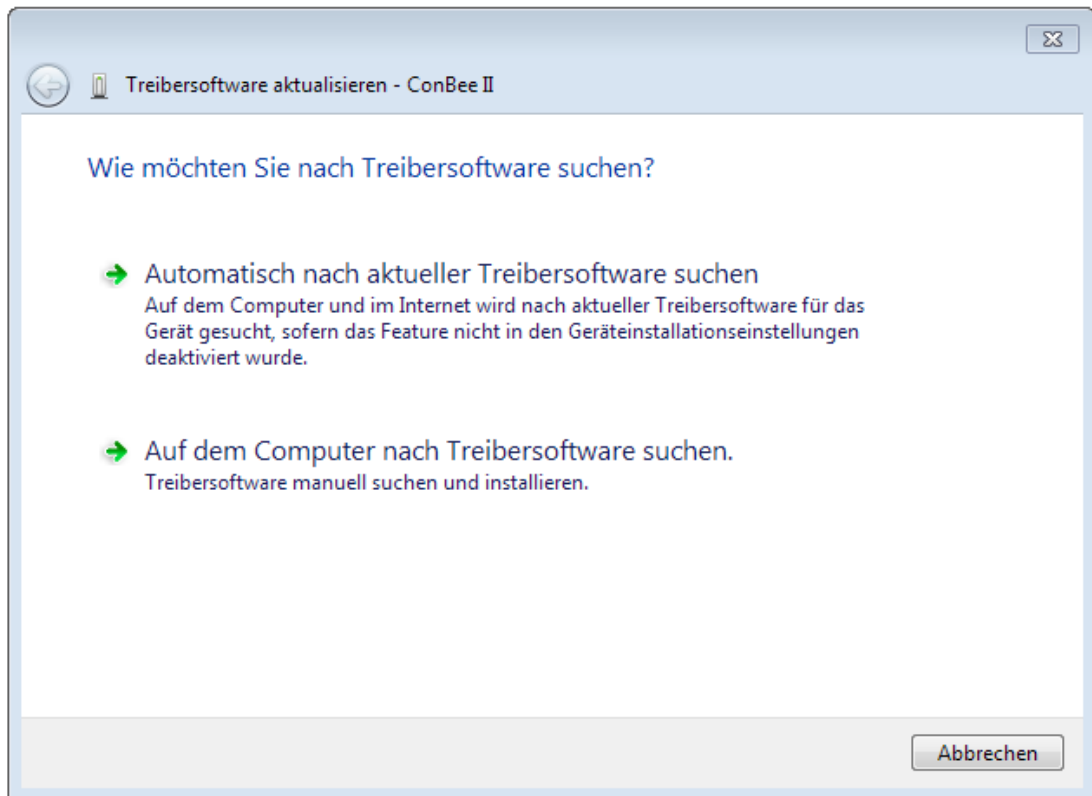 Treibersoftware aktualisieren - ConBee II
Wie möchten Sie nach Treibersoftware suchen?
Automatisch nach aktueller Treibersoftware suchen
Auf dem Computer und im Internet wird nach aktueller Treibersoftware für das
Gerät gesucht, sofern das Feature nicht in den Geräteinstallationseinstellungen
deaktiviert wurde.
Auf dem Computer nach Treibersoftware suchen.
Treibersoftware manuell suchen und installieren.
Abbrechen